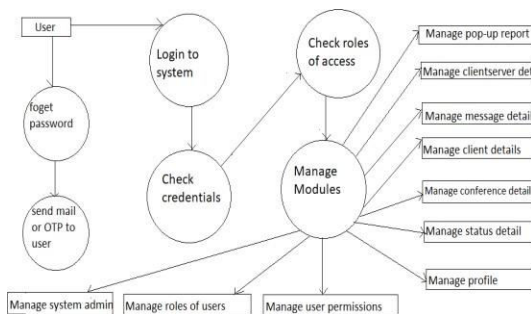 User
Login to
system
Check roles
of access
foget
password
Check
credentials
send mail
or OTP to
user
Manage
Modules
Manage pop-up report
Manage clientserver det
Manage message detail
Manage client details
Manage conference detail
Manage status detail
Manage profile
Manage system admin
Manage roles of users
Manage user permissions